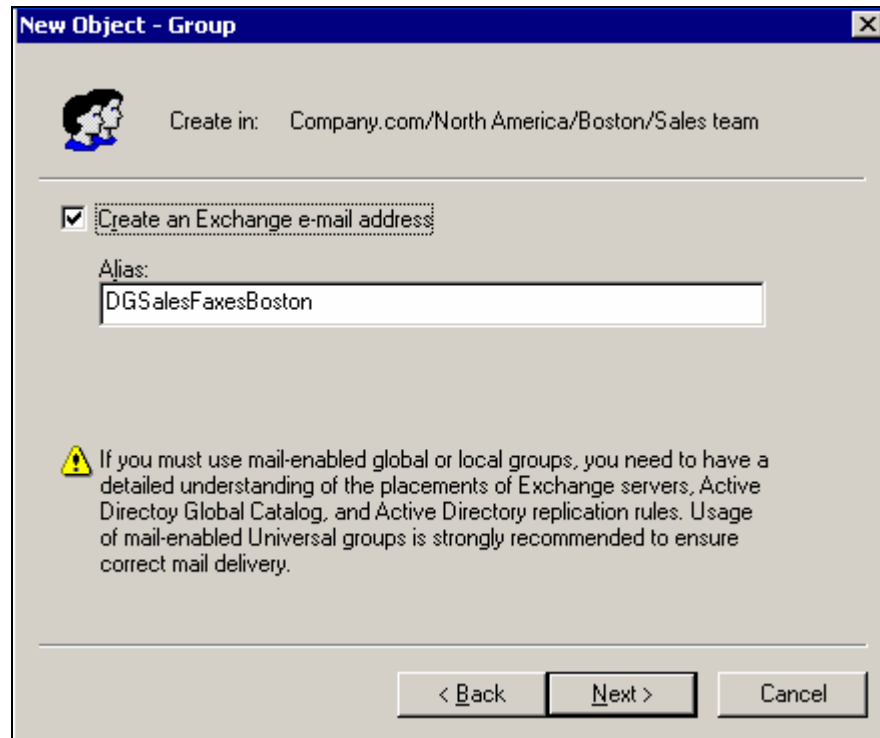 New Object - Group
Create in: Company.com/North America/Boston/Sales team
Create an Exchange e-mail address
Alias:
DGSalesFaxesBoston
If you must use mail-enabled global or local groups, you need to have a
detailed understanding of the placements of Exchange servers, Active
Directoy Global Catalog, and Active Directory replication rules. Usage
of mail-enabled Universal groups is strongly recommended to ensure
correct mail delivery.
< Back Next > Cancel